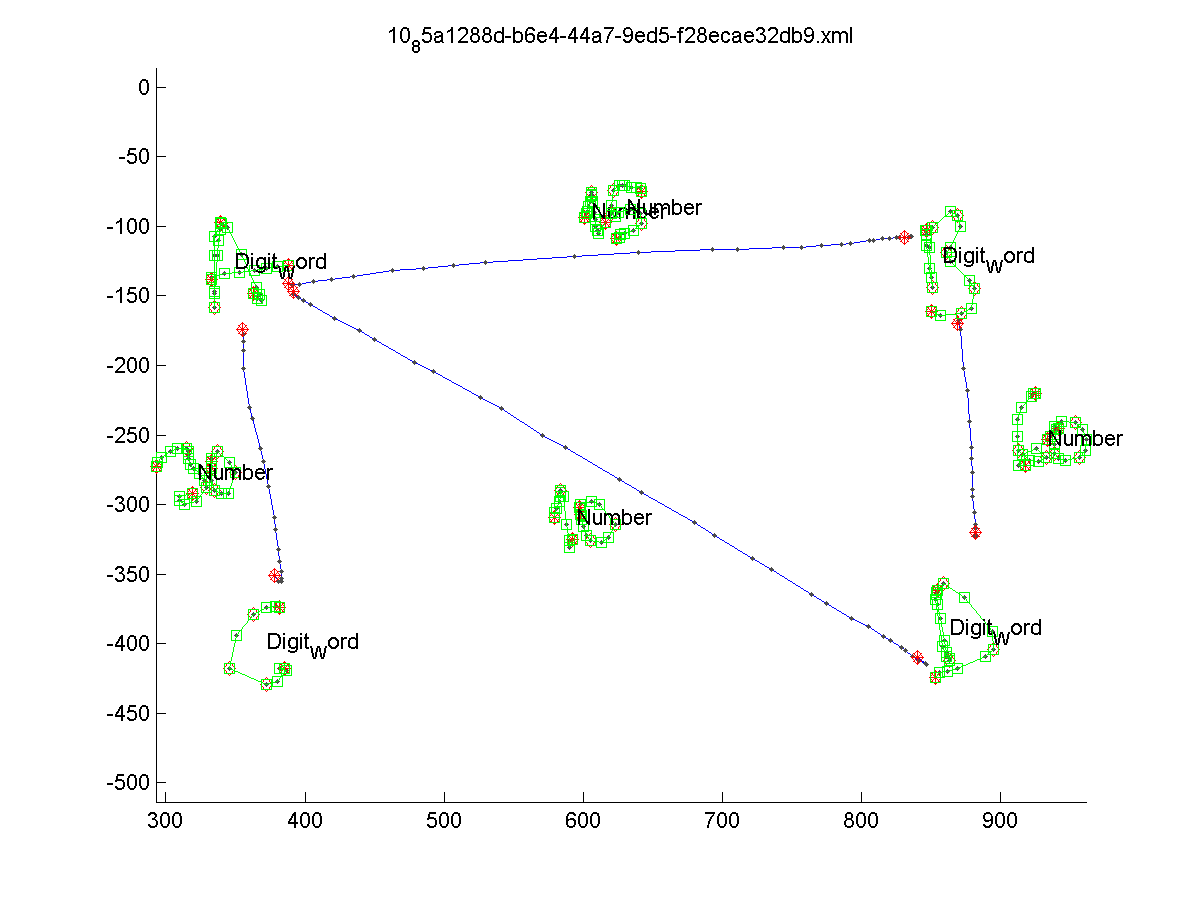 10_85a1288d-b6e4-44a7-9ed5-f28ecae32db9.xml
0
-50
Number Number
-100
A Digit_word B Digit_word
-150
-200
-250
Number Number
-300
Number
-350
C Digit_word D Digit_word
-400
-450
-500
300 400 500 600 700 800 900